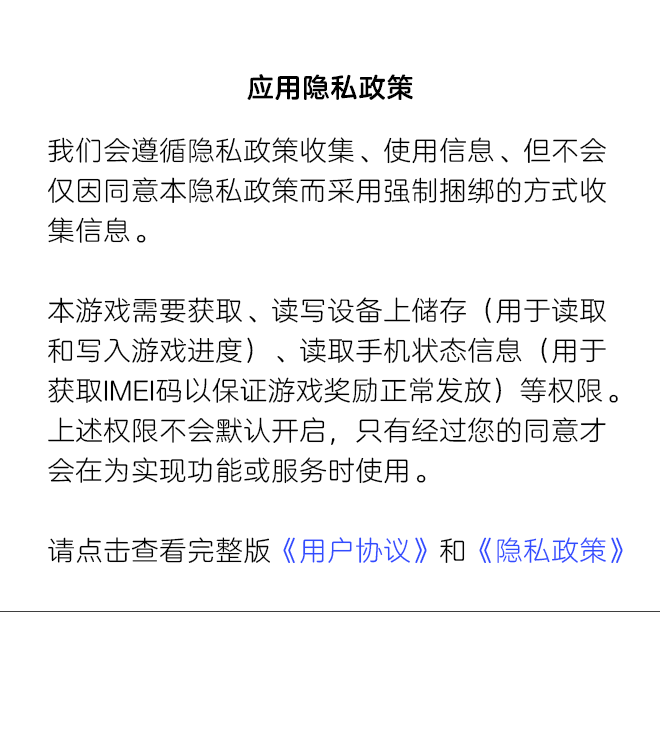 应用隐私政策
我们会遵循隐私政策收集、使用信息、但不会
仅因同意本隐私政策而采用强制捆绑的方式收
集信息。
本游戏需要获取、读写设备上储存（用于读取
和写入游戏进度）、读取手机状态信息（用于
获取IMEI码以保证游戏奖励正常发放）等权限。
上述权限不会默认开启，只有经过您的同意才
会在为实现功能或服务时使用。
请点击查看完整版《用户协议》和《隐私政策》